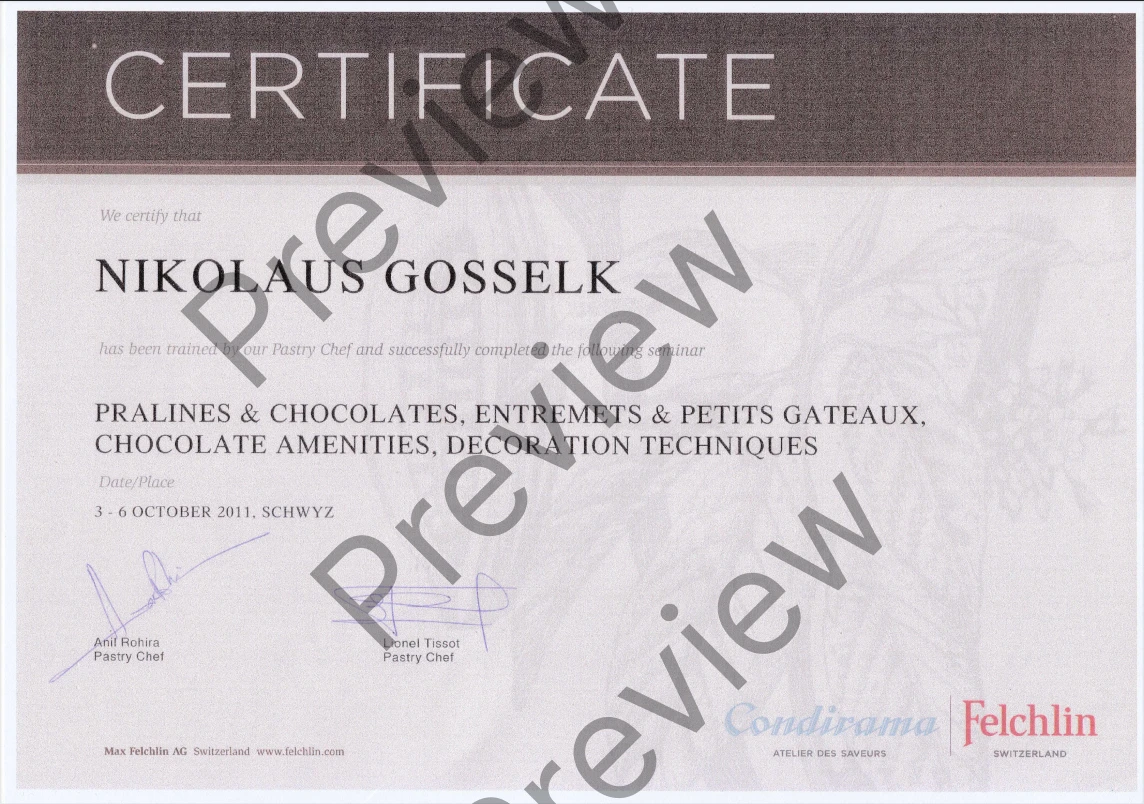 CERTIFICATE
We certify that
NIKOLAUS GOSSELK
has been trained by our Pastry Chef and successfully completed the following seminar
PRALINES & CHOCOLATES, ENTREMETS & PETITS GATEAUX,
CHOCOLATE AMENITIES, DECORATION TECHNIQUES
Date/Place
3 - 6 OCTOBER 2011, SCHWYZ
Anil Rohira
Pastry Chef
Lionel Tissot
Pastry Chef
Max Felchlin AG Switzerland www.felchlin.com
Condirama
ATELIER DES SAVEURS
Felchlin
SWITZERLAND
Preview
Preview
Preview